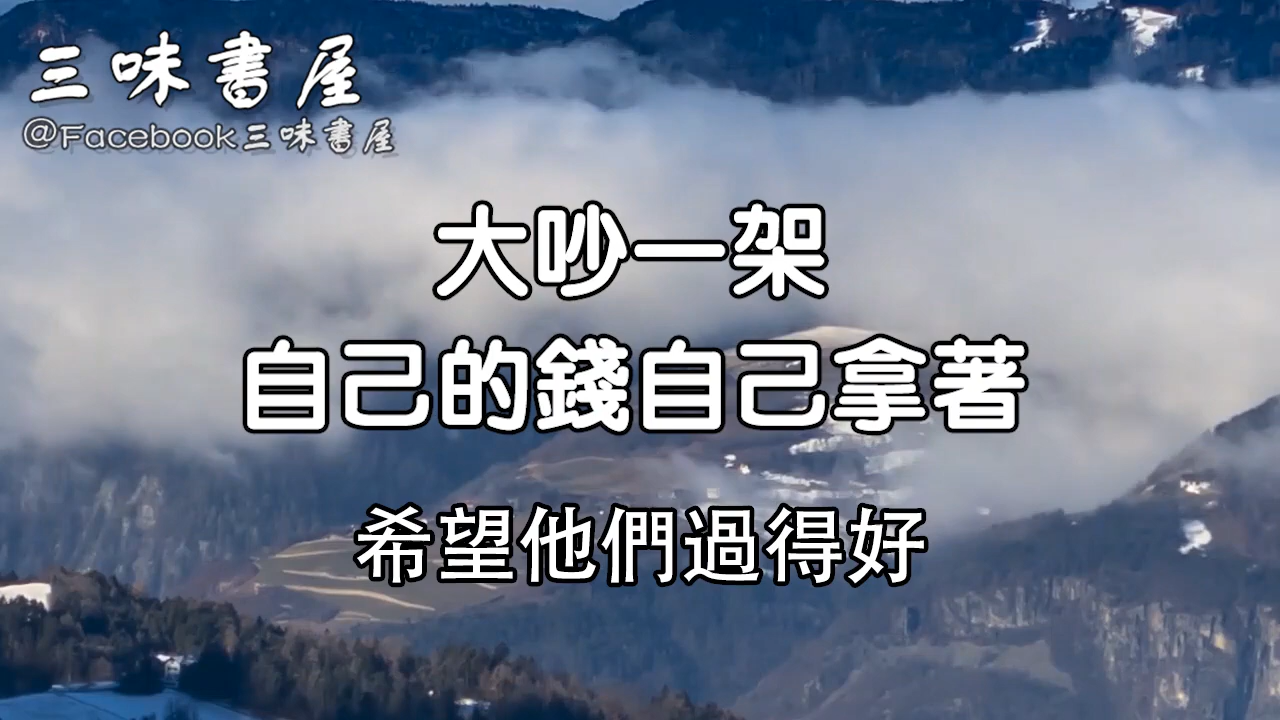 三味書屋
@Facebook三味書屋
大吵一架
自己的錢自己拿著
希望他們過得好